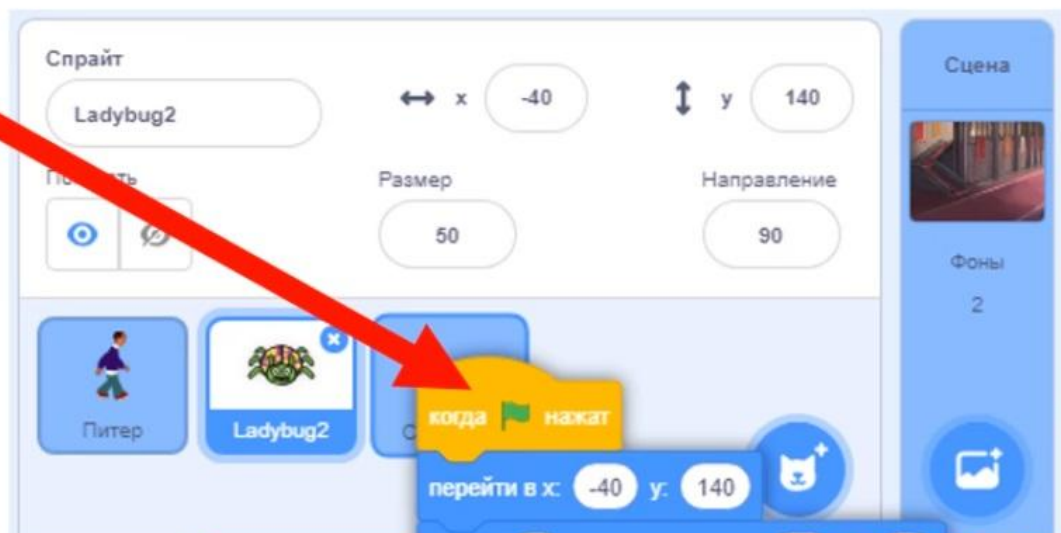 Спрайт
Сцена
Ladybug2
x -40
y 140
Размер
Направление
50
90
Фоны
2
Питер
Ladybug2
когда нажат
перейти в x: -40 y: 140